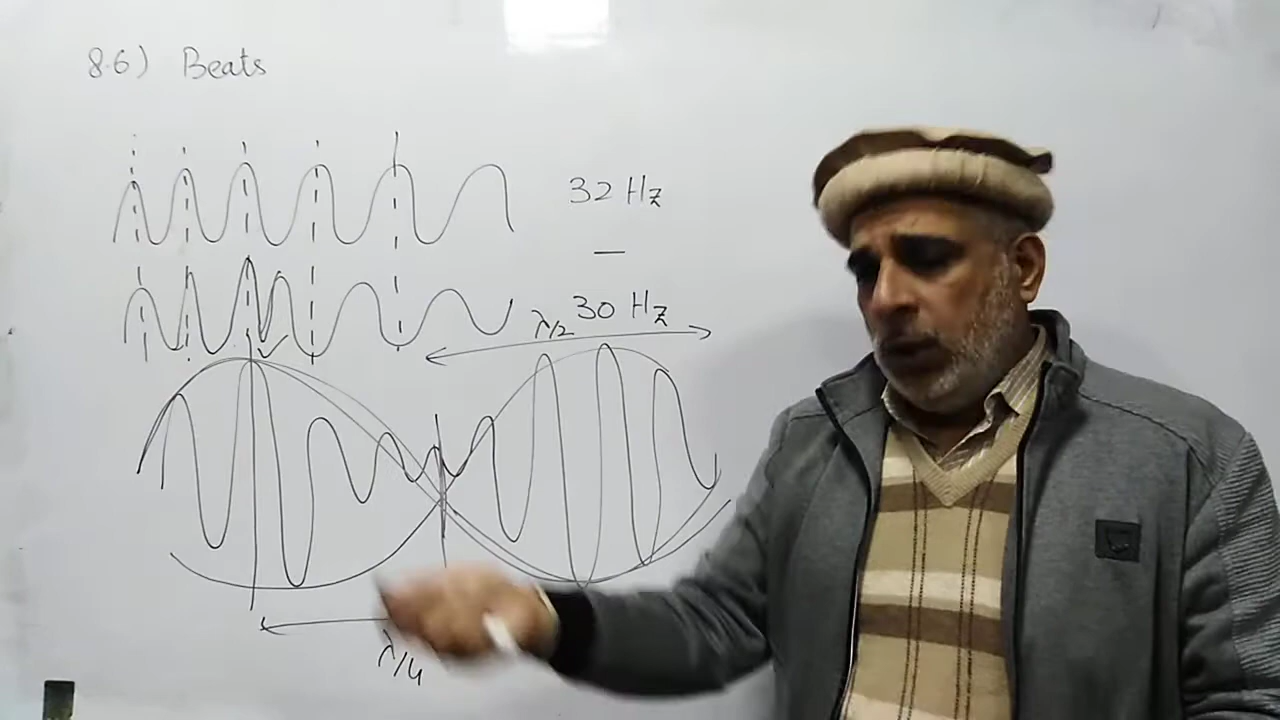 8.6) Beats
32 Hz
—
30 Hz
λ/2
λ/4